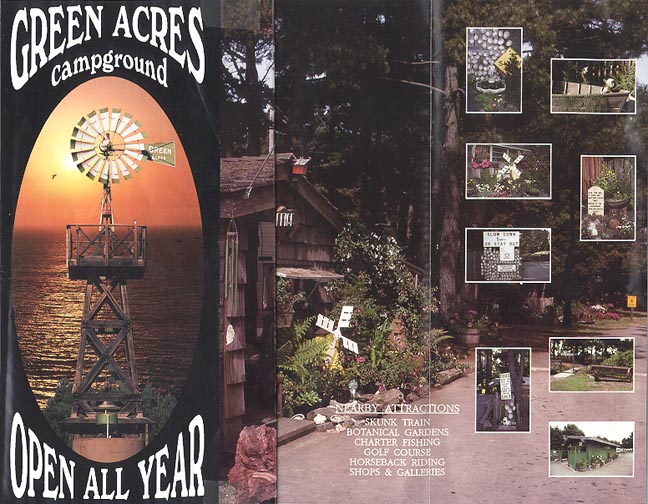 GREEN ACRES
Campground
GREEN
ACRES
OPEN ALL YEAR
SLOW DOWN
OR STAY OUT
NEARBY ATTRACTIONS
SKUNK TRAIN
BOTANICAL GARDENS
CHARTER FISHING
GOLF COURSE
HORSEBACK RIDING
SHOPS & GALLERIES